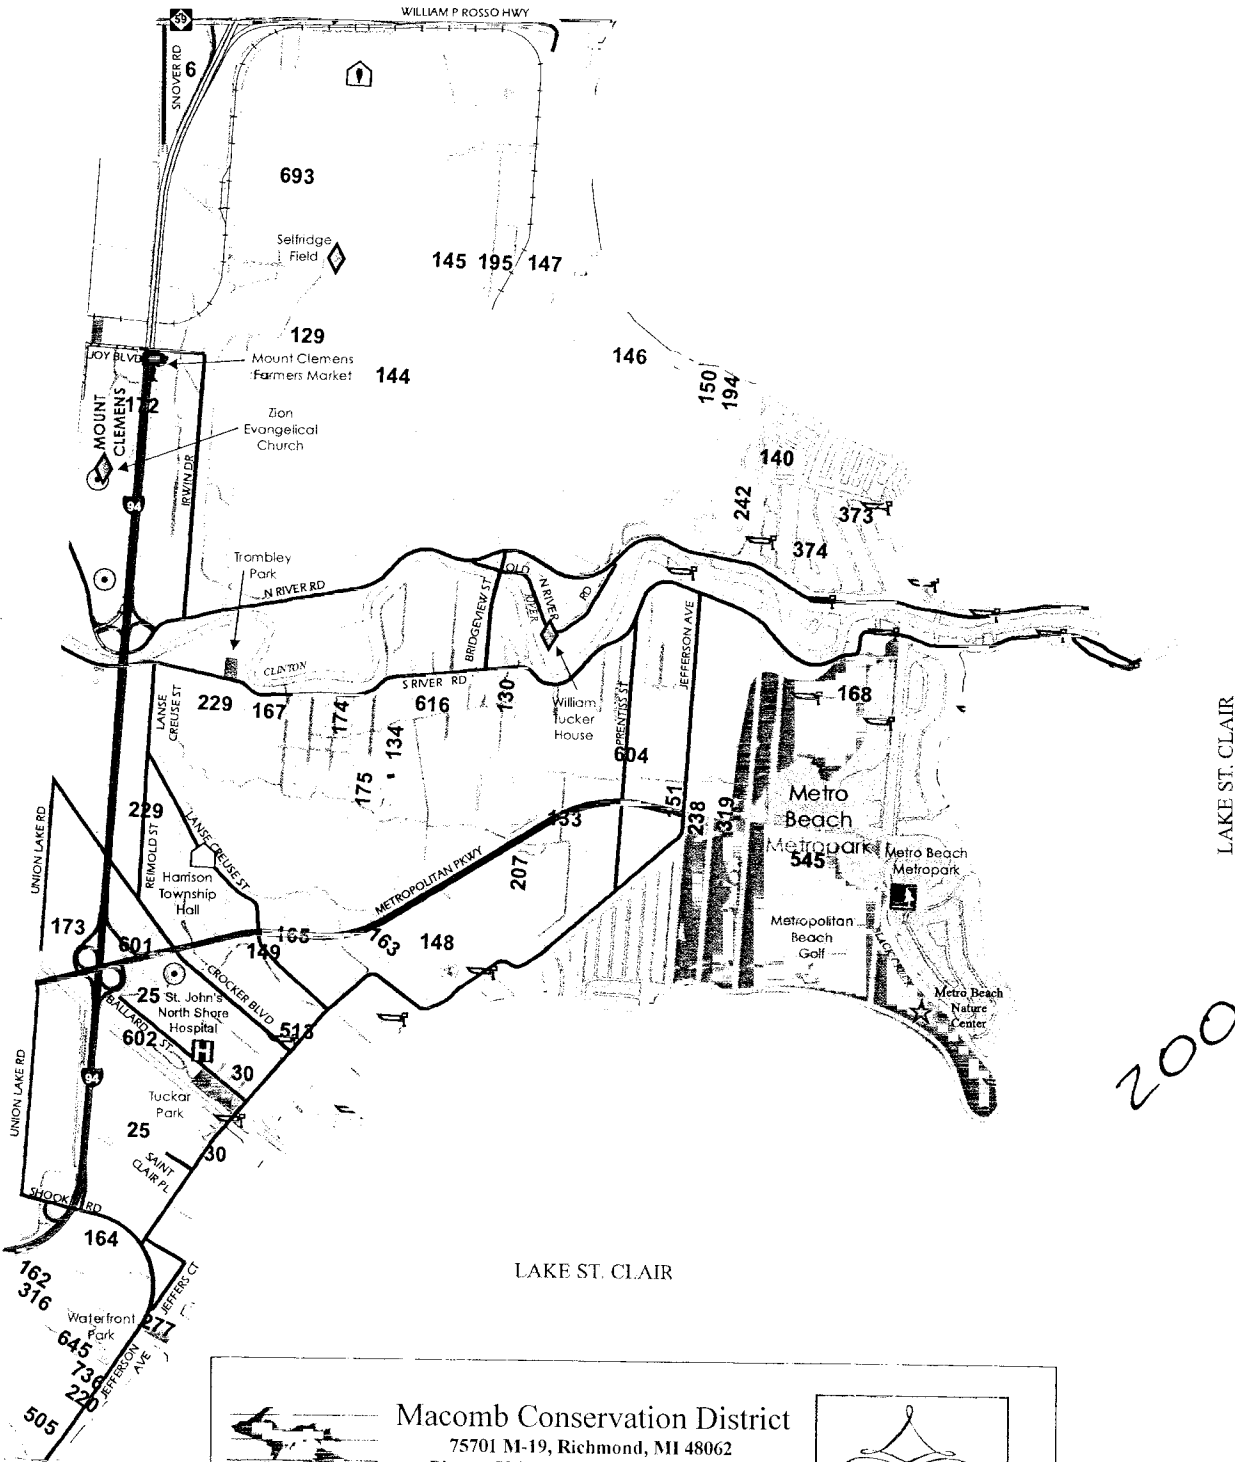 WILLIAM P ROSSO HWY
59
SNOVER RD
6
693
Selfridge
Field
145 195 147
129
JOY BLVD
Mount Clemens
Farmers Market
144
146
150
194
172
MOUNT
CLEMENS
Zion
Evangelical
Church
IRWIN DR
94
140
242
373
374
Trombley
Park
N RIVER RD
BRIDGEVIEW ST
OLD
N RIVER
RD
RIVER
JEFFERSON AVE
CLINTON
S RIVER RD
LANSE
CREUSE ST
229
167
174
616
130
William
Tucker
House
PRENTISS ST
168
134
175
604
LAKE ST. CLAIR
UNION LAKE RD
229
REIMOLD ST
LANSE CREUSE ST
133
151
238
319
Metro
Beach
Metropark
545
Metro Beach
Metropark
Harrison
Township
Hall
METROPOLITAN PKWY
207
173
601
149
165
163
148
Metropolitan
Beach
Golf
BLACK CREEK
CROCKER BLVD
25
St. John's
North Shore
Hospital
H
BALLARD ST
602
513
Metro Beach
Nature
Center
200
30
94
UNION LAKE RD
Tuckar
Park
25
30
SAINT
CLAIR PL
SHOOK RD
164
LAKE ST. CLAIR
162
316
JEFFERS CT
Waterfront
Park
277
645
736
220
JEFFERSON
AVE
505
Macomb Conservation District
75701 M-19, Richmond, MI 48062